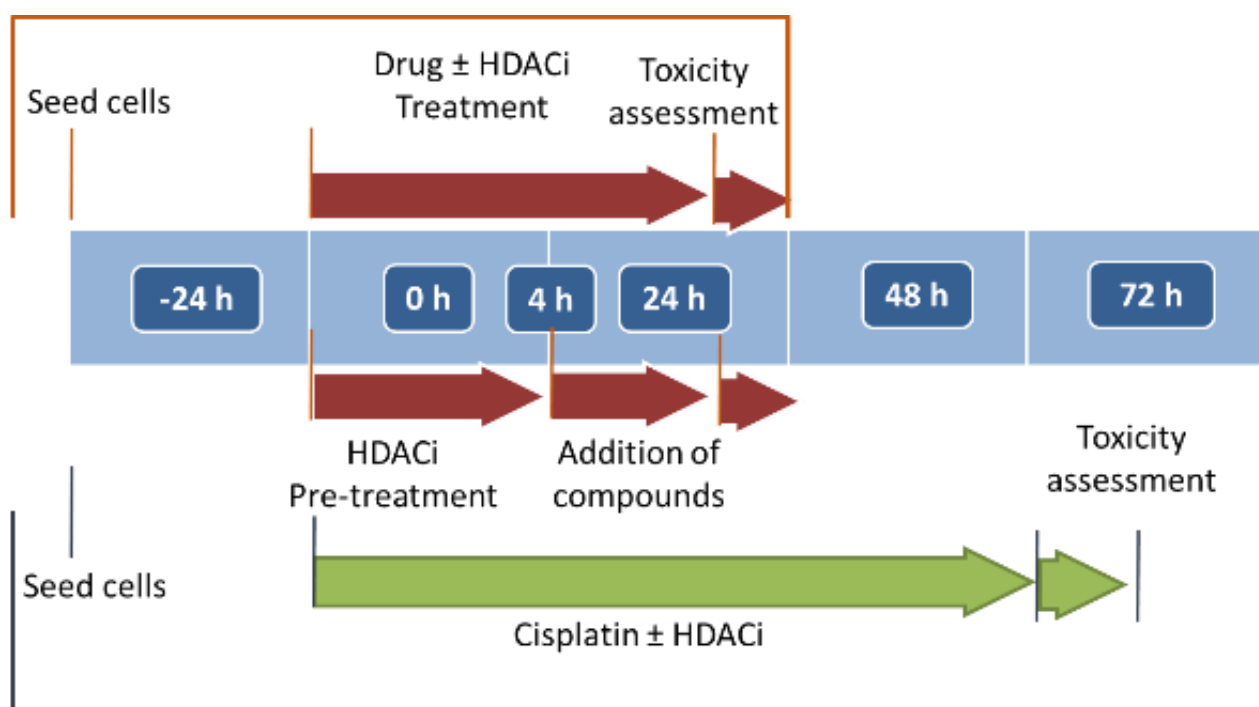 Seed cells
Drug ± HDACi
Treatment
Toxicity
assessment
-24 h
0 h
4 h
24 h
48 h
72 h
HDACi
Pre-treatment
Addition of
compounds
Toxicity
assessment
Seed cells
Cisplatin ± HDACi